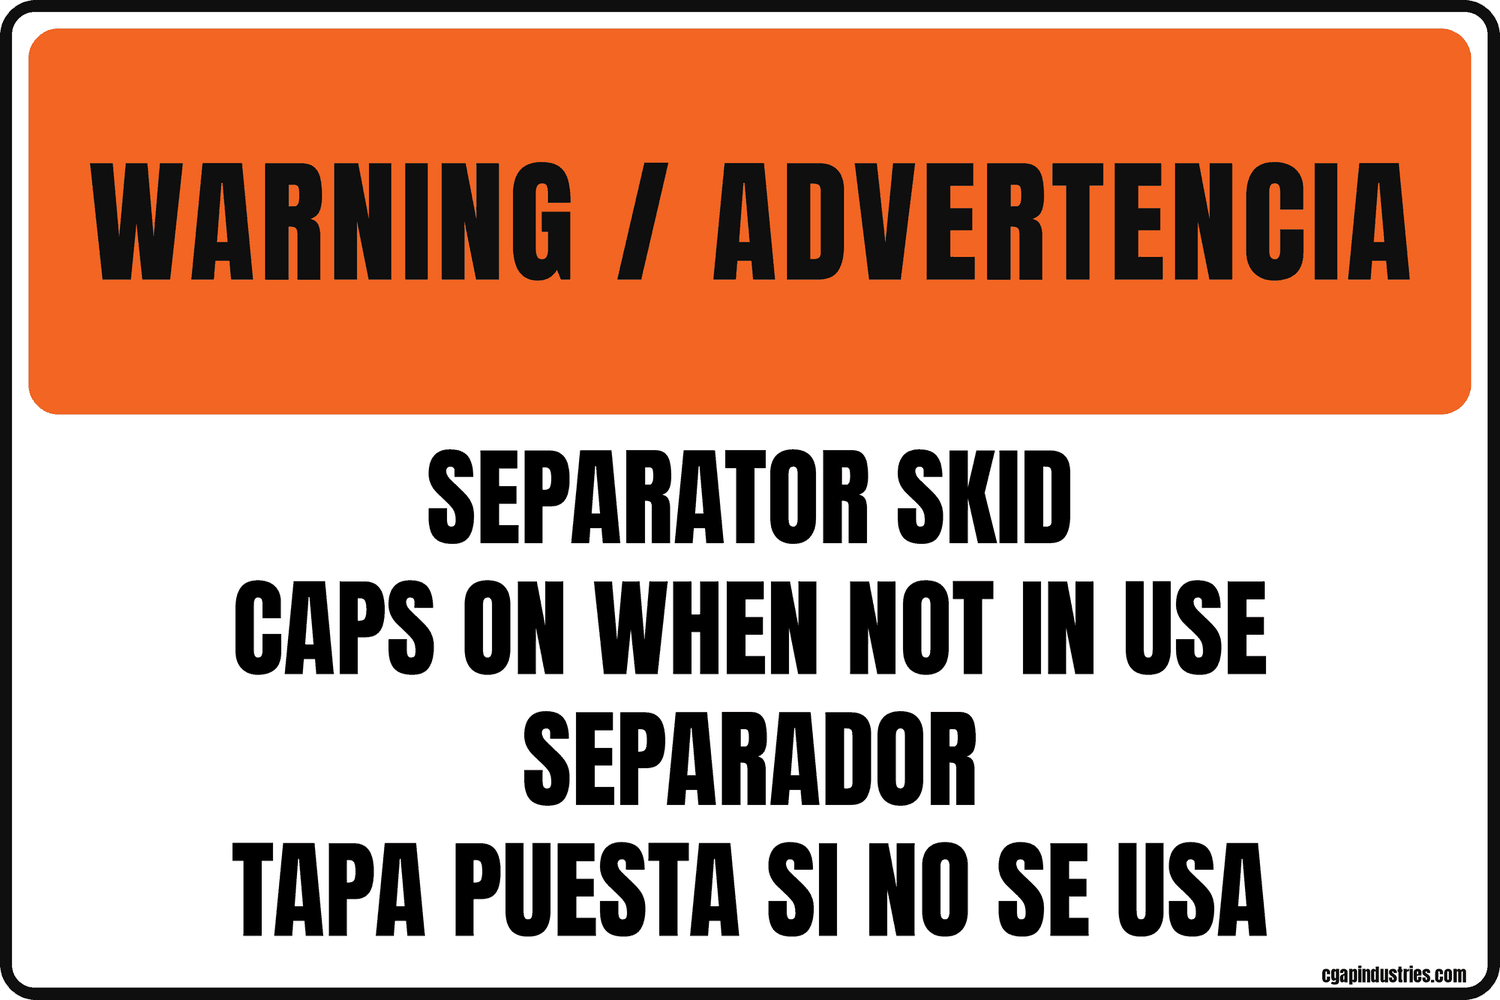 WARNING / ADVERTENCIA
SEPARATOR SKID
CAPS ON WHEN NOT IN USE
SEPARADOR
TAPA PUESTA SI NO SE USA
cgapindustries.com